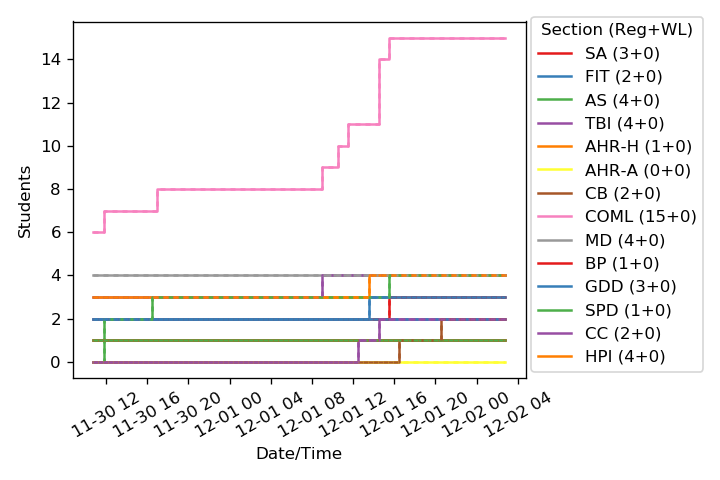 Section (Reg+WL)
SA (3+0)
FIT (2+0)
AS (4+0)
TBI (4+0)
AHR-H (1+0)
AHR-A (0+0)
CB (2+0)
COML (15+0)
MD (4+0)
BP (1+0)
GDD (3+0)
SPD (1+0)
CC (2+0)
HPI (4+0)
Students
14
12
10
8
6
4
2
0
11-30 12
11-30 16
11-30 20
12-01 00
12-01 04
12-01 08
12-01 12
12-01 16
12-01 20
12-02 00
12-02 04
Date/Time